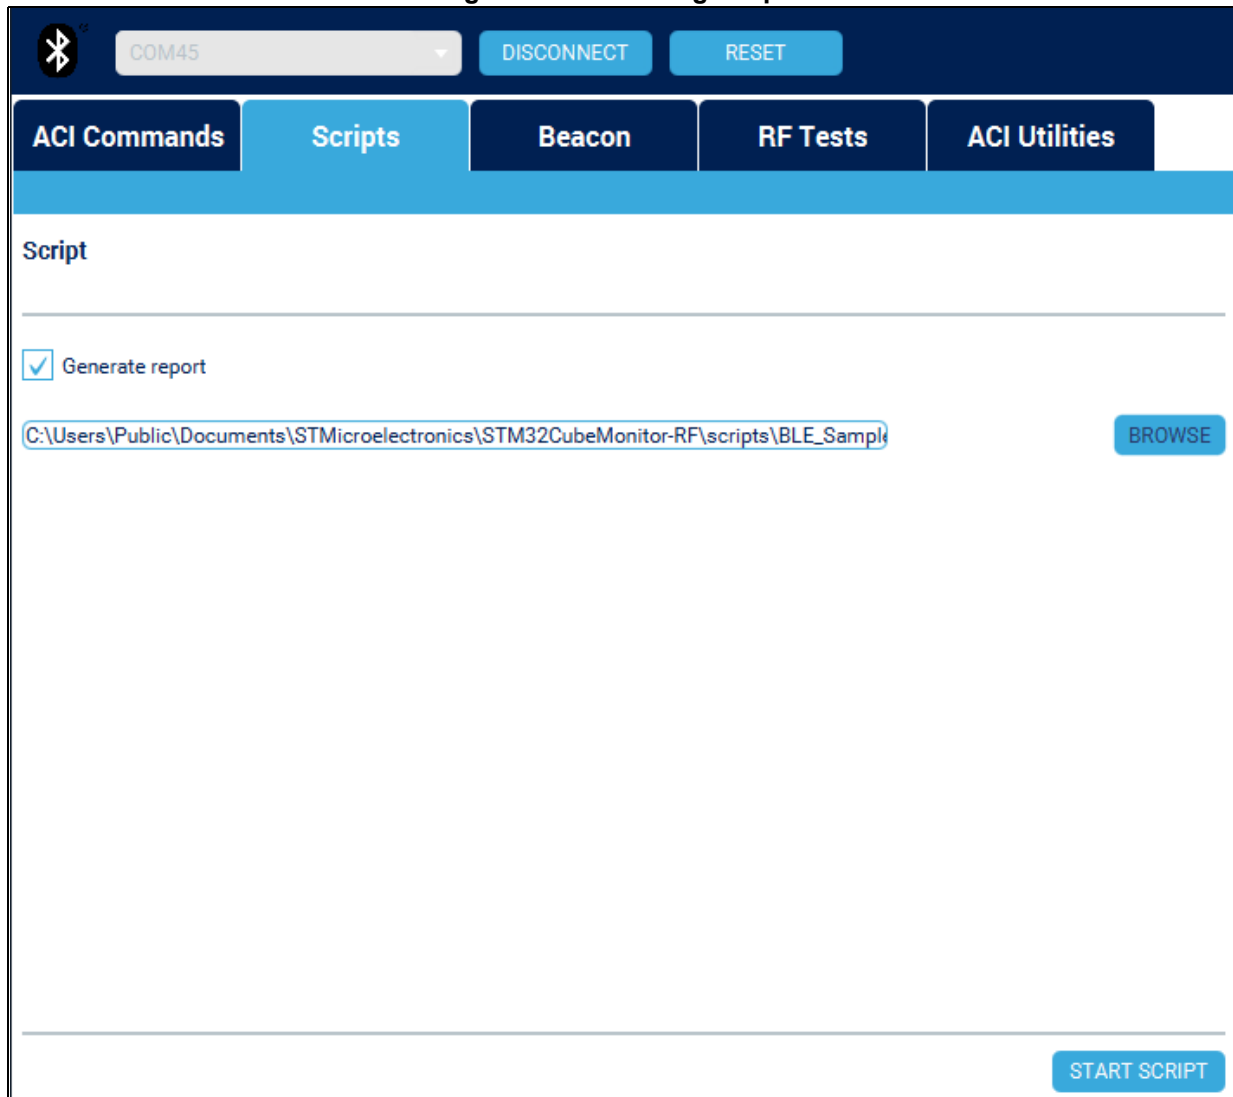 COM45 DISCONNECT RESET
ACI Commands Scripts Beacon RF Tests ACI Utilities
Script
Generate report
C:\Users\Public\Documents\STMicroelectronics\STM32CubeMonitor-RF\scripts\BLE_Sample BROWSE
START SCRIPT